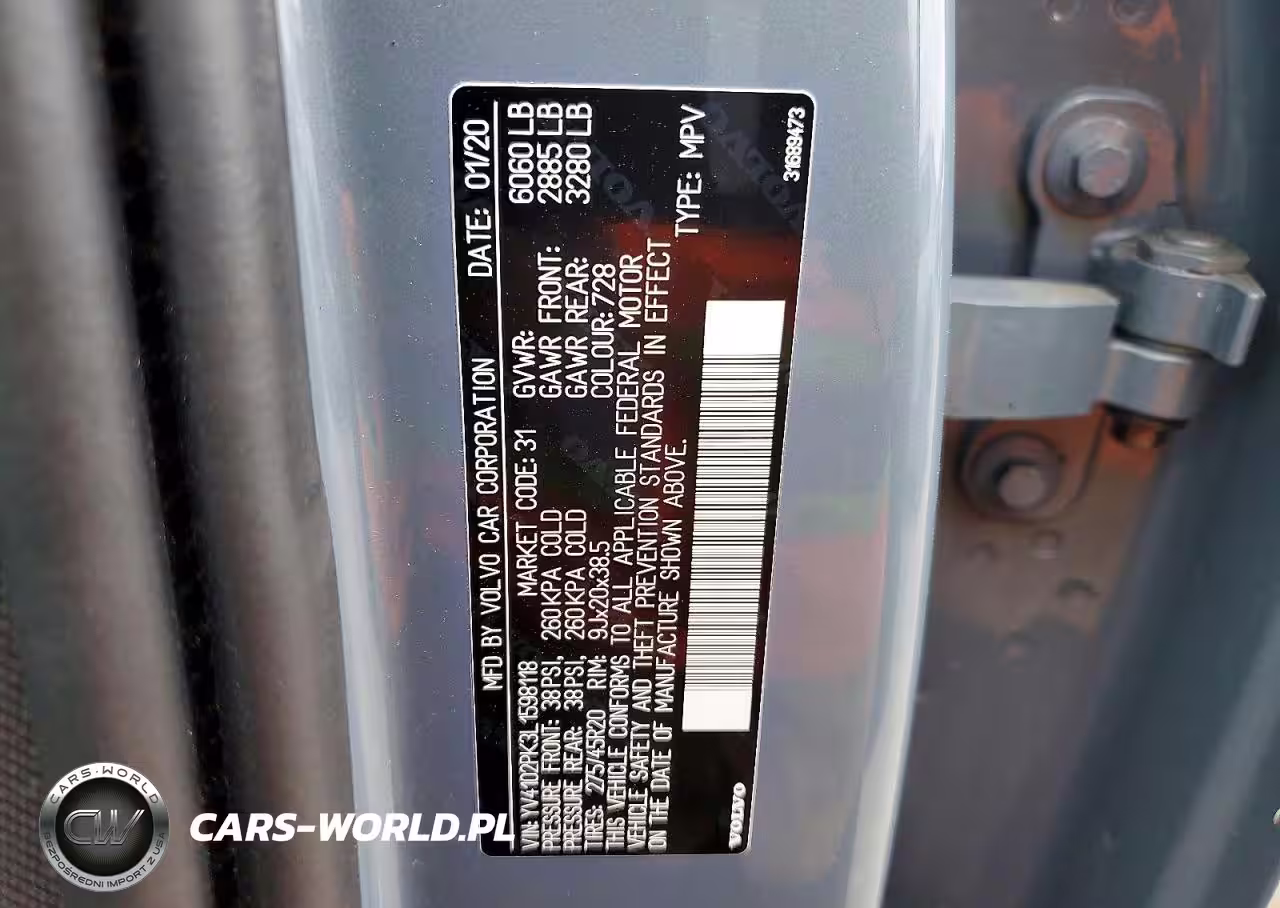 MFD BY VOLVO CAR CORPORATION DATE: 01/20
VIN: YV4102PK3L1598118 MARKET CODE: 31 GVWR: 6060 LB
PRESSURE FRONT: 38PSI, 260KPA COLD GAWR FRONT: 2885 LB
PRESSURE REAR: 38PSI, 260KPA COLD GAWR REAR: 3280 LB
TIRES: 275/45R20 RIM: 9Jx20x38.5 COLOUR: 728
THIS VEHICLE CONFORMS TO ALL APPLICABLE FEDERAL MOTOR
VEHICLE SAFETY AND THEFT PREVENTION STANDARDS IN EFFECT
ON THE DATE OF MANUFACTURE SHOWN ABOVE. TYPE: MPV
VOLVO 31689473
CARS-WORLD
CW
BEZPOŚREDNI IMPORT Z USA
CARS-WORLD.PL